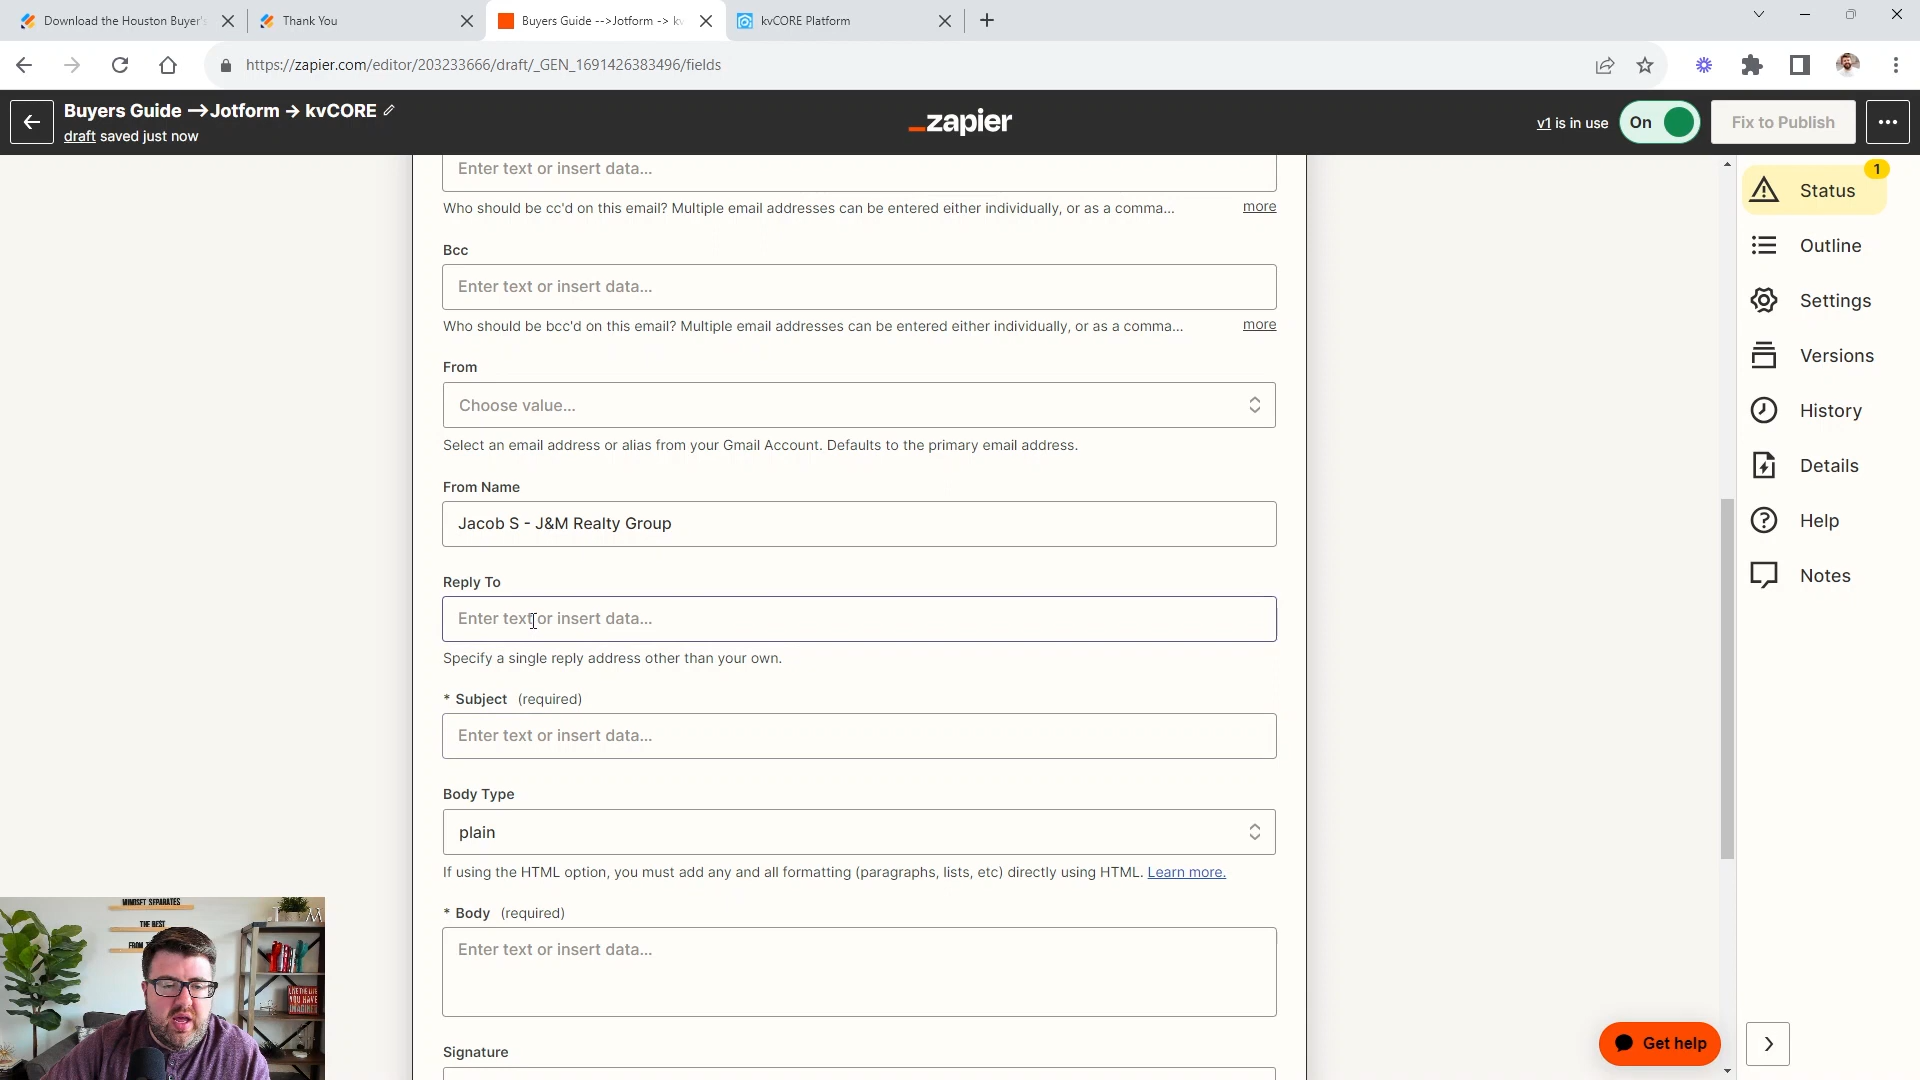 Download the Houston Buyer's
Thank You
Buyers Guide -->Jotform -> kv
kvCORE Platform
https://zapier.com/editor/203233666/draft/_GEN_1691426383496/fields
Buyers Guide —>Jotform → kvCORE
draft saved just now
_zapier
v1 is in use
On
Fix to Publish
Enter text or insert data...
Who should be cc'd on this email? Multiple email addresses can be entered either individually, or as a comma...
more
Bcc
Enter text or insert data...
Who should be bcc'd on this email? Multiple email addresses can be entered either individually, or as a comma...
more
From
Choose value...
Select an email address or alias from your Gmail Account. Defaults to the primary email address.
From Name
Jacob S - J&M Realty Group
Reply To
Enter text or insert data...
Specify a single reply address other than your own.
* Subject (required)
Enter text or insert data...
Body Type
plain
If using the HTML option, you must add any and all formatting (paragraphs, lists, etc) directly using HTML. Learn more.
* Body (required)
Enter text or insert data...
Signature
1
Status
Outline
Settings
Versions
History
Details
Help
Notes
Get help
MINDSET SEPARATES
THE BEST
FROM